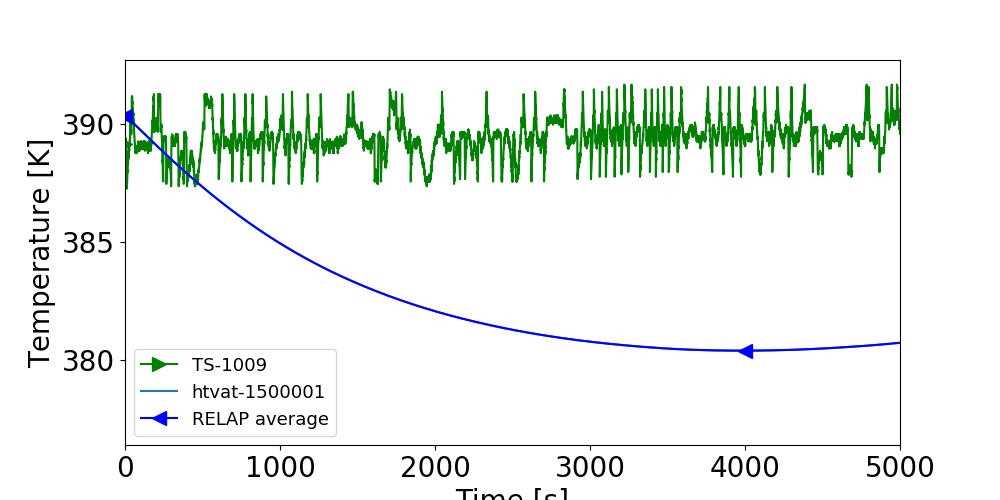 Temperature [K]
390
385
380
TS-1009
htvat-1500001
RELAP average
0 1000 2000 3000 4000 5000
Time [s]